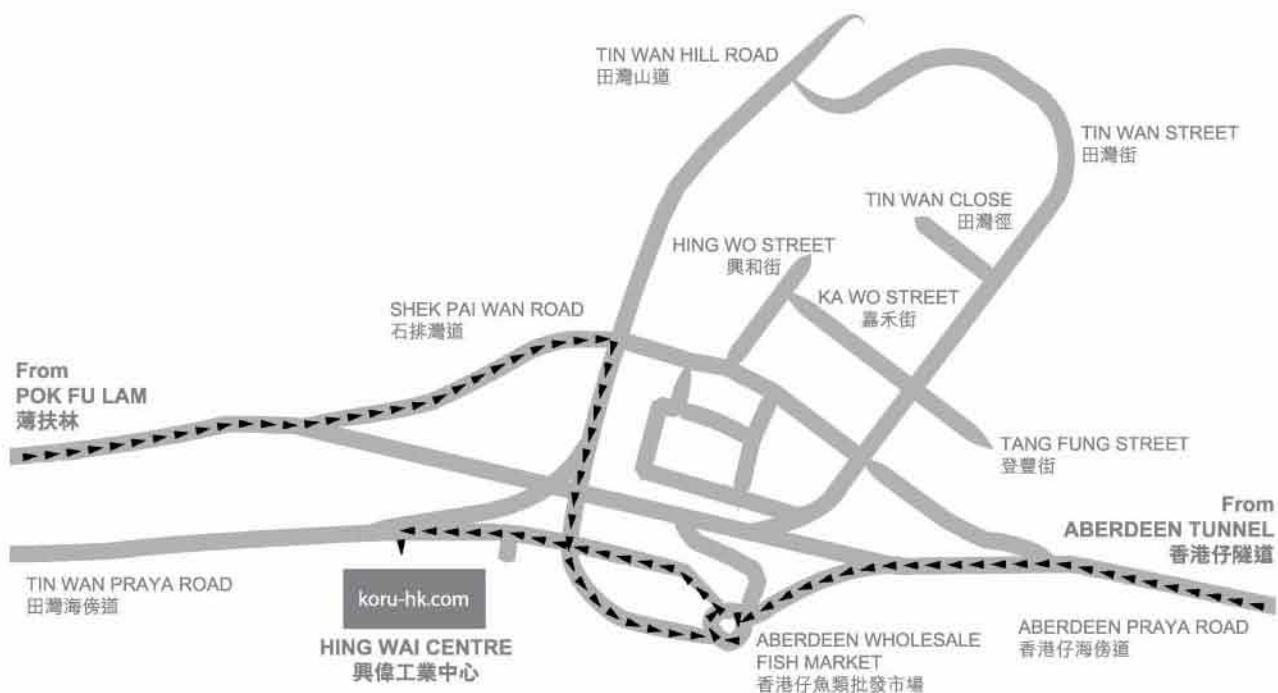 TIN WAN HILL ROAD
田灣山道
TIN WAN STREET
田灣街
TIN WAN CLOSE
田灣徑
HING WO STREET
興和街
KA WO STREET
嘉禾街
SHEK PAI WAN ROAD
石排灣道
From
POK FU LAM
薄扶林
TANG FUNG STREET
登豐街
From
ABERDEEN TUNNEL
香港仔隧道
TIN WAN PRAYA ROAD
田灣海傍道
koru-hk.com
HING WAI CENTRE
興偉工業中心
ABERDEEN WHOLESALE
FISH MARKET
香港仔魚類批發市場
ABERDEEN PRAYA ROAD
香港仔海傍道